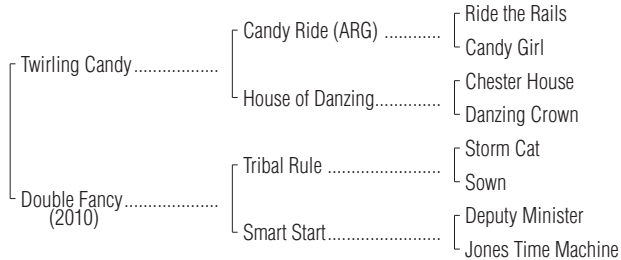 Ride the Rails
Candy Ride (ARG) ............
Candy Girl
Twirling Candy..................
Chester House
House of Danzing..............
Danzing Crown
Storm Cat
Tribal Rule ........................
Sown
Double Fancy....................
(2010)
Deputy Minister
Smart Start........................
Jones Time Machine